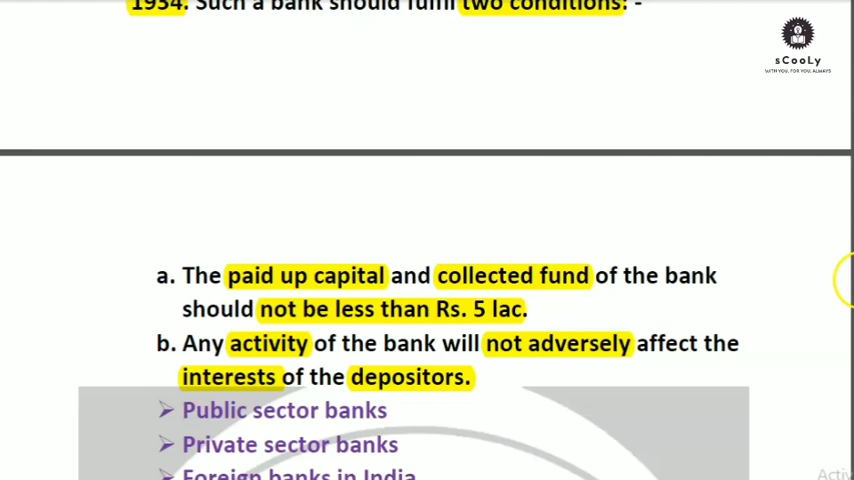 1934. Such a bank should fulfil two conditions: -
sCooLy
WITH YOU, FOR YOU, ALWAYS
a. The paid up capital and collected fund of the bank
should not be less than Rs. 5 lac.
b. Any activity of the bank will not adversely affect the
interests of the depositors.
➢ Public sector banks
➢ Private sector banks
➢ Foreign banks in India
Activ